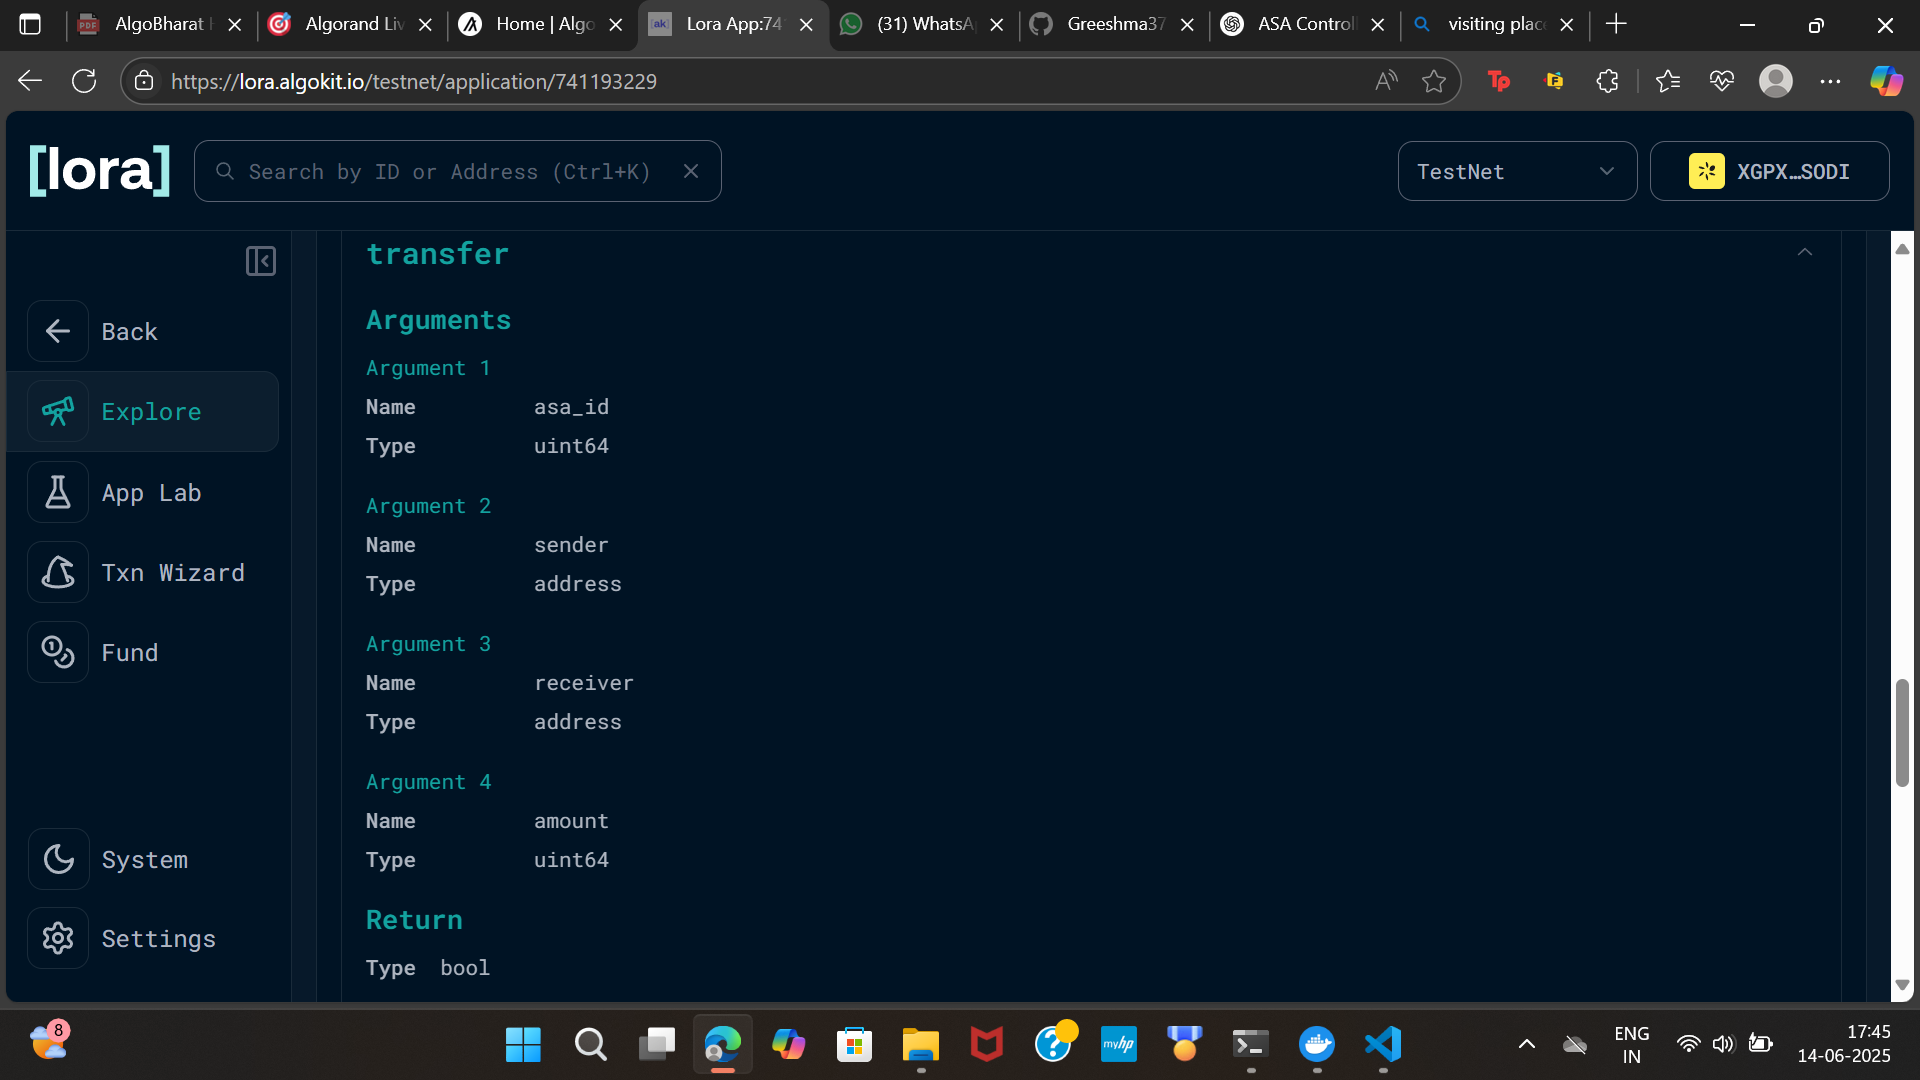 AlgoBharat H
Algorand Liv
Home | Algo
[ak]
Lora App:741
(31) WhatsA
Greeshma37
ASA Control
visiting place
https://lora.algokit.io/testnet/application/741193229
[lora]
Search by ID or Address (Ctrl+K)
TestNet
XGPX…SODI
Back
Explore
App Lab
Txn Wizard
Fund
System
Settings
transfer
Arguments
Argument 1
Name asa_id
Type uint64
Argument 2
Name sender
Type address
Argument 3
Name receiver
Type address
Argument 4
Name amount
Type uint64
Return
Type bool
8
myhp
ENG
IN
17:45
14-06-2025